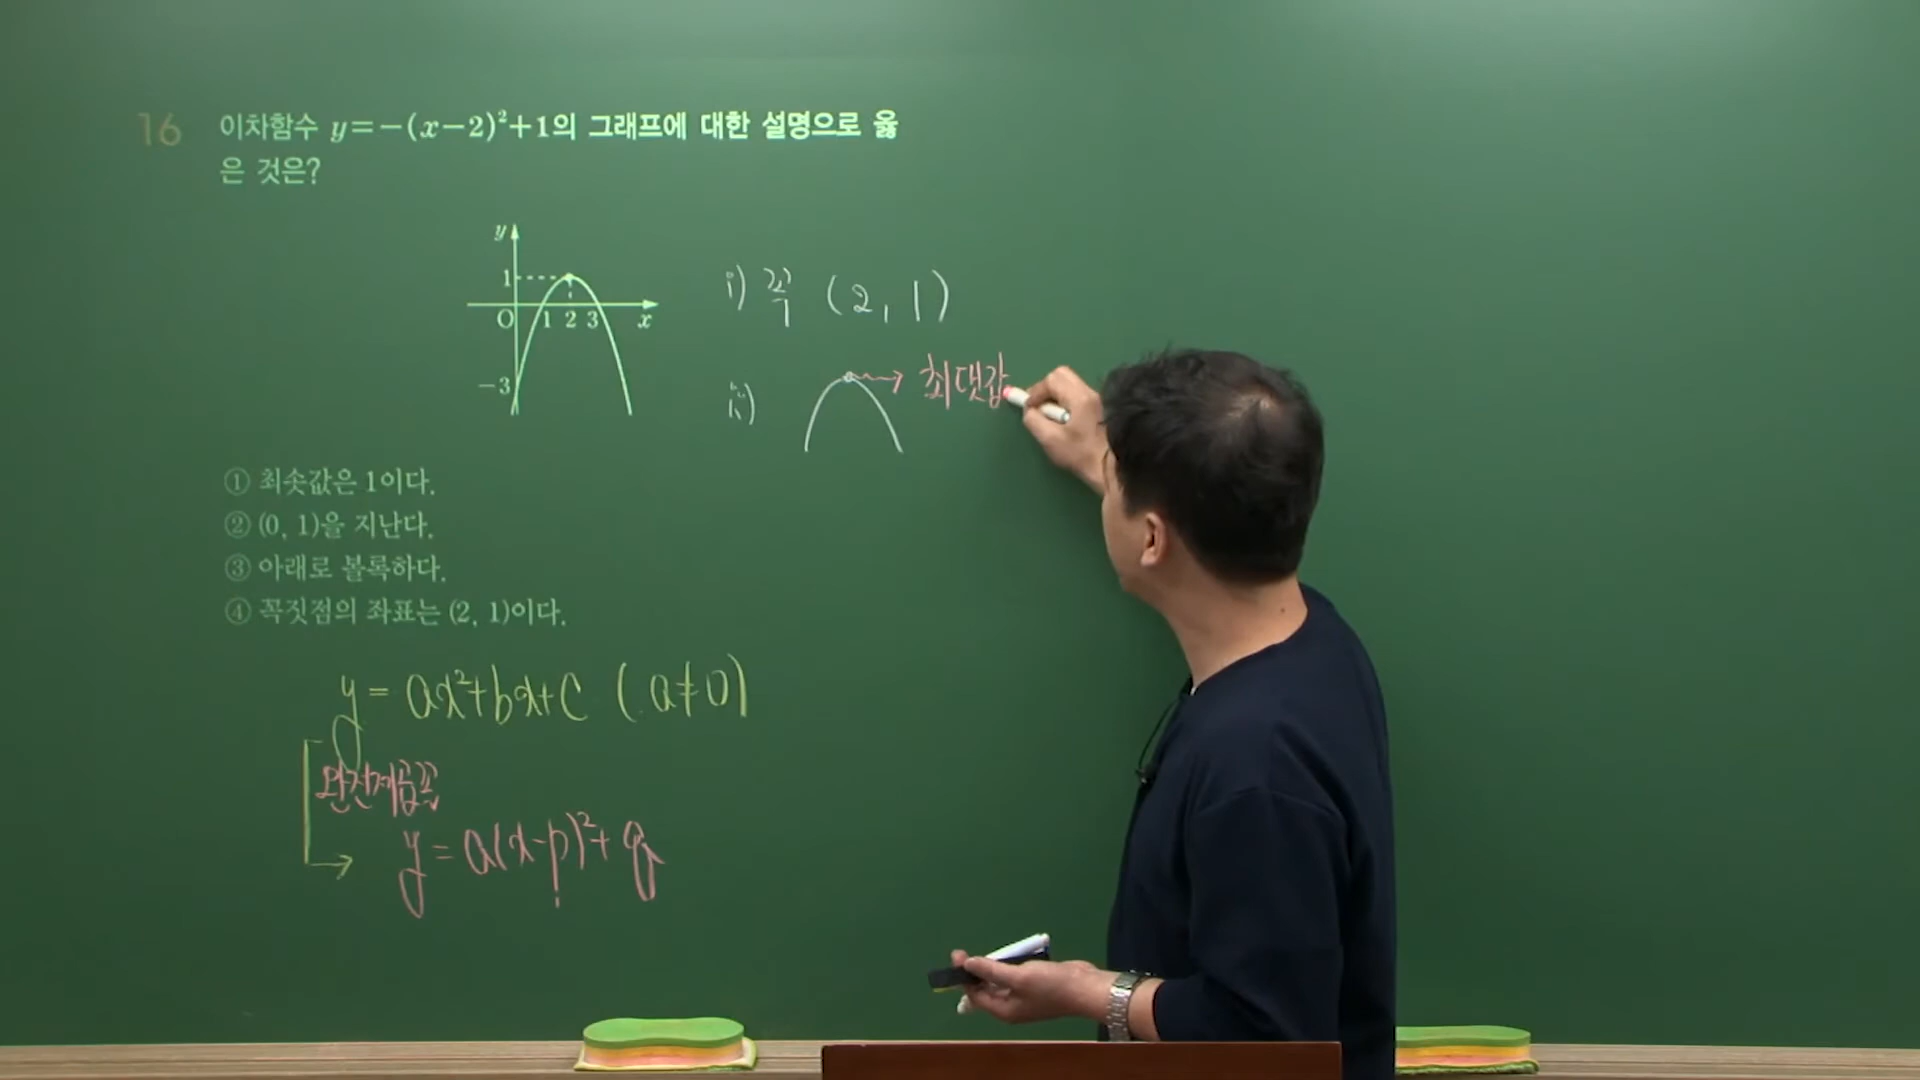 16 이차함수 y=-(x-2)²+1의 그래프에 대한 설명으로 옳
은 것은?
y
1
O 1 2 3 x
-3
i) 꼭 (2, 1)
ii) 최댓값
① 최솟값은 1이다.
② (0, 1)을 지난다.
③ 아래로 볼록하다.
④ 꼭짓점의 좌표는 (2, 1)이다.
y = ax²+bx+c (a≠0)
완전제곱꼴
y = a(x-p)²+q